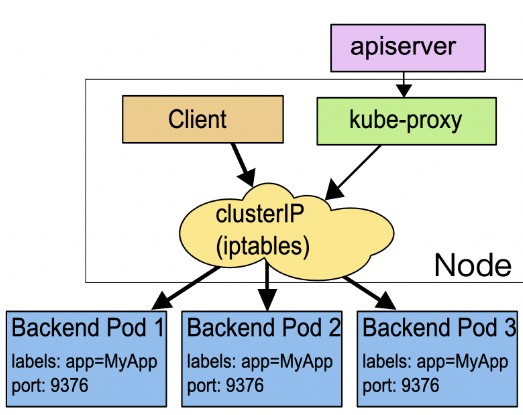 apiserver
Client
kube-proxy
clusterIP
(iptables)
Node
Backend Pod 1
labels: app=MyApp
port: 9376
Backend Pod 2
labels: app=MyApp
port: 9376
Backend Pod 3
labels: app=MyApp
port: 9376